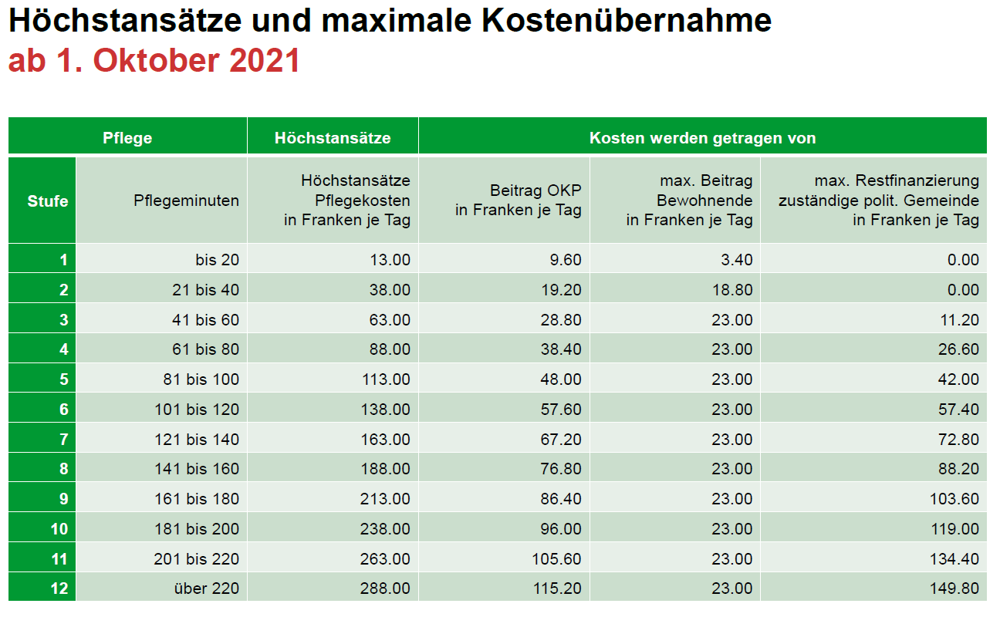 Höchstansätze und maximale Kostenübernahme
ab 1. Oktober 2021
Pflege Höchstansätze Kosten werden getragen von
Stufe Pflegeminuten Höchstansätze Pflegekosten in Franken je Tag Beitrag OKP in Franken je Tag max. Beitrag Bewohnende in Franken je Tag max. Restfinanzierung zuständige polit. Gemeinde in Franken je Tag
1 bis 20 13.00 9.60 3.40 0.00
2 21 bis 40 38.00 19.20 18.80 0.00
3 41 bis 60 63.00 28.80 23.00 11.20
4 61 bis 80 88.00 38.40 23.00 26.60
5 81 bis 100 113.00 48.00 23.00 42.00
6 101 bis 120 138.00 57.60 23.00 57.40
7 121 bis 140 163.00 67.20 23.00 72.80
8 141 bis 160 188.00 76.80 23.00 88.20
9 161 bis 180 213.00 86.40 23.00 103.60
10 181 bis 200 238.00 96.00 23.00 119.00
11 201 bis 220 263.00 105.60 23.00 134.40
12 über 220 288.00 115.20 23.00 149.80